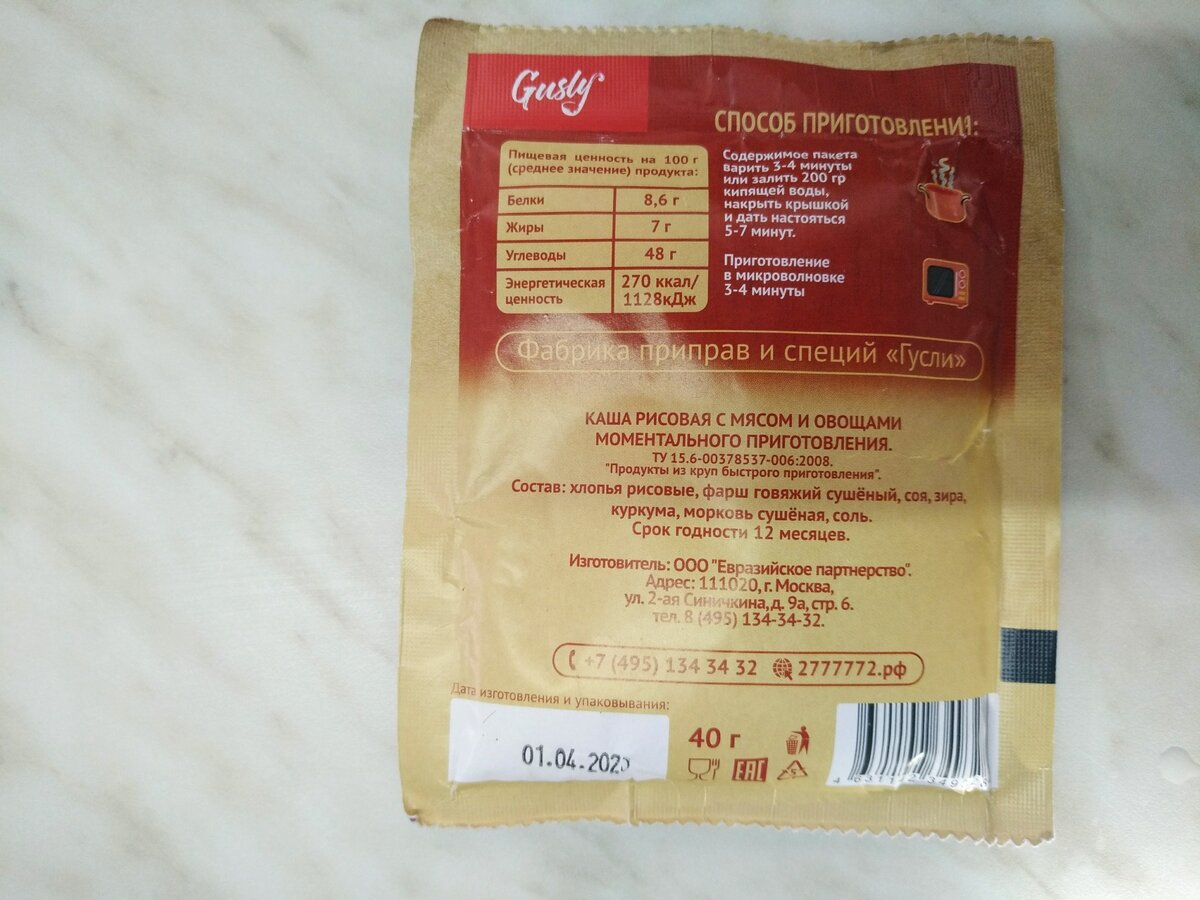 Gusly
СПОСОБ ПРИГОТОВЛЕНИЯ:
Пищевая ценность на 100 г
(среднее значение) продукта:
Белки 8,6 г
Жиры 7 г
Углеводы 48 г
Энергетическая ценность 270 ккал/ 1128кДж
Содержимое пакета
варить 3-4 минуты
или залить 200 гр
кипящей воды,
накрыть крышкой
и дать настояться
5-7 минут.
Приготовление
в микроволновке
3-4 минуты
Фабрика приправ и специй «Гусли»
КАША РИСОВАЯ С МЯСОМ И ОВОЩАМИ
МОМЕНТАЛЬНОГО ПРИГОТОВЛЕНИЯ.
ТУ 15.6-00378537-006:2008.
"Продукты из круп быстрого приготовления".
Состав: хлопья рисовые, фарш говяжий сушёный, соя, зира,
куркума, морковь сушёная, соль.
Срок годности 12 месяцев.
Изготовитель: ООО "Евразийское партнерство".
Адрес: 111020, г. Москва,
ул. 2-ая Синичкина, д. 9а, стр. 6.
тел. 8 (495) 134-34-32.
+7 (495) 134 34 32 2777772.рф
Дата изготовления и упаковывания:
01.04.2020
40 г
EAC
5